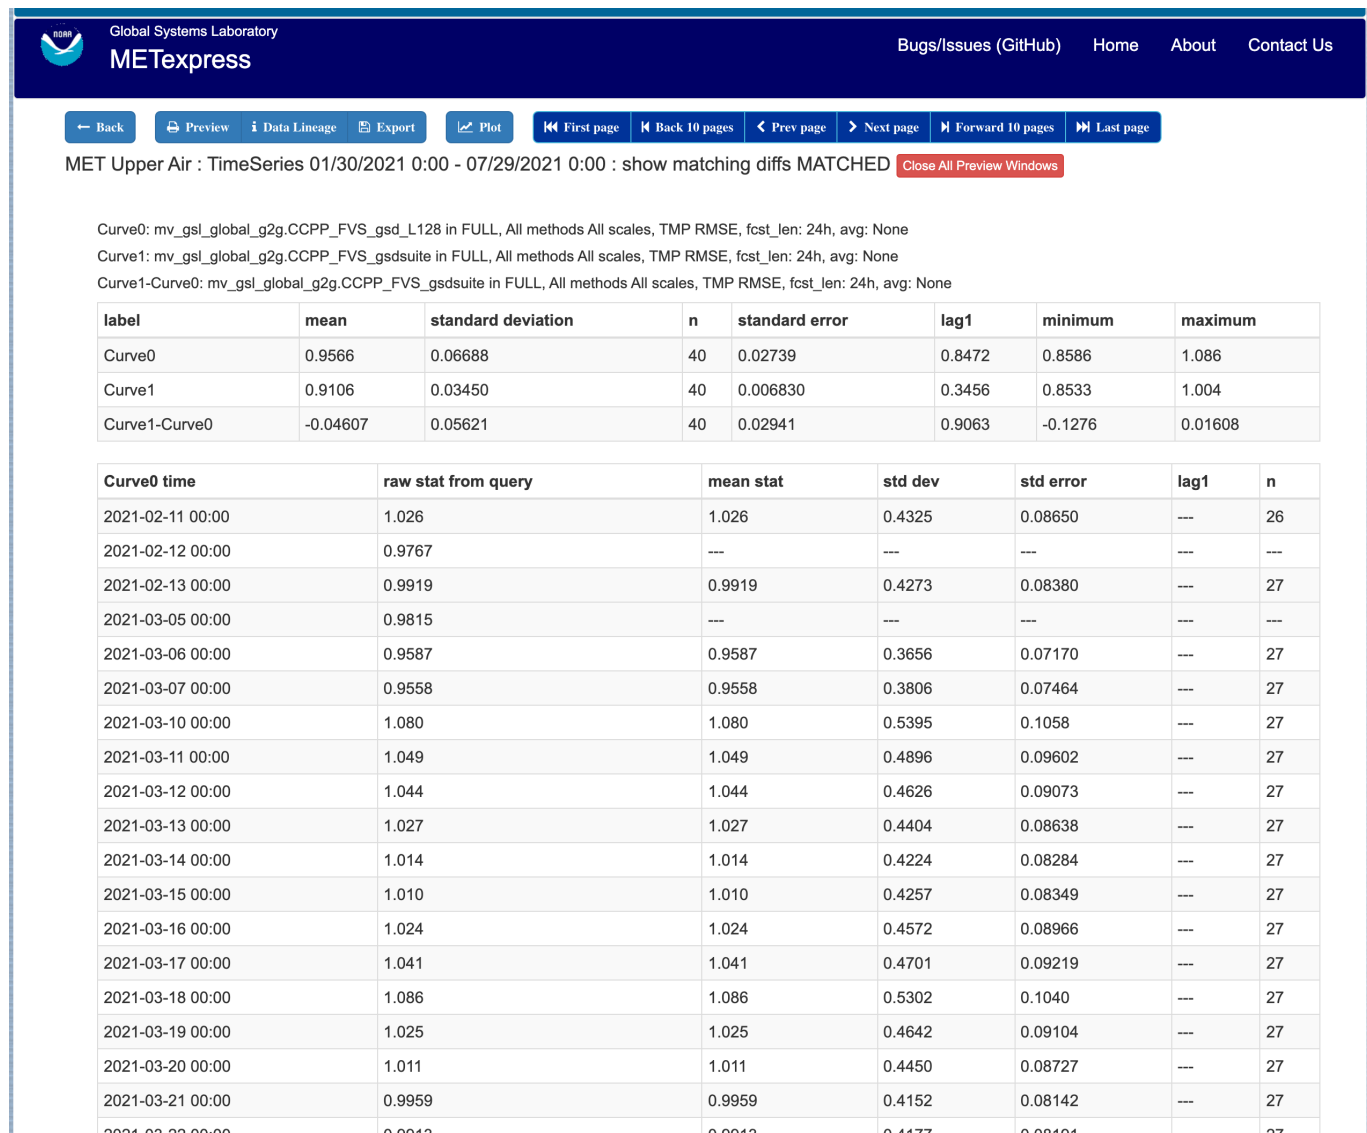 NOAA
Global Systems Laboratory
METexpress
Bugs/Issues (GitHub) Home About Contact Us
Back Preview Data Lineage Export Plot First page Back 10 pages Prev page Next page Forward 10 pages Last page
MET Upper Air : TimeSeries 01/30/2021 0:00 - 07/29/2021 0:00 : show matching diffs MATCHED Close All Preview Windows
Curve0: mv_gsl_global_g2g.CCPP_FVS_gsd_L128 in FULL, All methods All scales, TMP RMSE, fcst_len: 24h, avg: None
Curve1: mv_gsl_global_g2g.CCPP_FVS_gsdsuite in FULL, All methods All scales, TMP RMSE, fcst_len: 24h, avg: None
Curve1-Curve0: mv_gsl_global_g2g.CCPP_FVS_gsdsuite in FULL, All methods All scales, TMP RMSE, fcst_len: 24h, avg: None
label mean standard deviation n standard error lag1 minimum maximum
Curve0 0.9566 0.06688 40 0.02739 0.8472 0.8586 1.086
Curve1 0.9106 0.03450 40 0.006830 0.3456 0.8533 1.004
Curve1-Curve0 -0.04607 0.05621 40 0.02941 0.9063 -0.1276 0.01608
Curve0 time raw stat from query mean stat std dev std error lag1 n
2021-02-11 00:00 1.026 1.026 0.4325 0.08650 --- 26
2021-02-12 00:00 0.9767 --- --- --- --- ---
2021-02-13 00:00 0.9919 0.9919 0.4273 0.08380 --- 27
2021-03-05 00:00 0.9815 --- --- --- --- ---
2021-03-06 00:00 0.9587 0.9587 0.3656 0.07170 --- 27
2021-03-07 00:00 0.9558 0.9558 0.3806 0.07464 --- 27
2021-03-10 00:00 1.080 1.080 0.5395 0.1058 --- 27
2021-03-11 00:00 1.049 1.049 0.4896 0.09602 --- 27
2021-03-12 00:00 1.044 1.044 0.4626 0.09073 --- 27
2021-03-13 00:00 1.027 1.027 0.4404 0.08638 --- 27
2021-03-14 00:00 1.014 1.014 0.4224 0.08284 --- 27
2021-03-15 00:00 1.010 1.010 0.4257 0.08349 --- 27
2021-03-16 00:00 1.024 1.024 0.4572 0.08966 --- 27
2021-03-17 00:00 1.041 1.041 0.4701 0.09219 --- 27
2021-03-18 00:00 1.086 1.086 0.5302 0.1040 --- 27
2021-03-19 00:00 1.025 1.025 0.4642 0.09104 --- 27
2021-03-20 00:00 1.011 1.011 0.4450 0.08727 --- 27
2021-03-21 00:00 0.9959 0.9959 0.4152 0.08142 --- 27